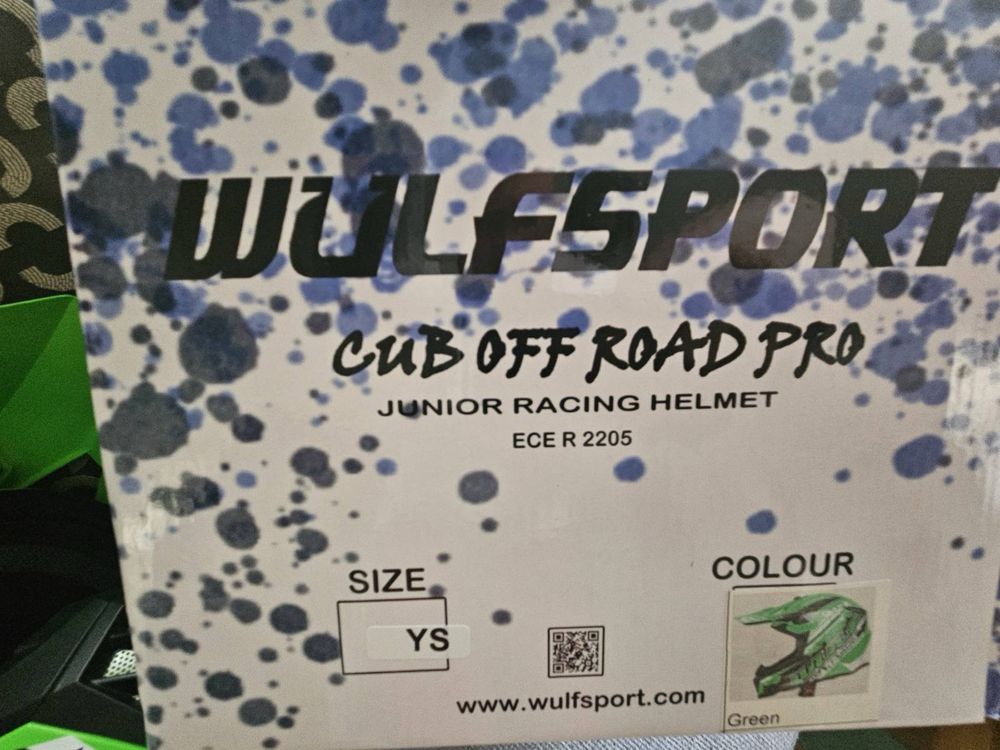 WULFSPORT
CUB OFF ROAD PRO
JUNIOR RACING HELMET
ECE R 2205
SIZE
YS
COLOUR
Green
www.wulfsport.com